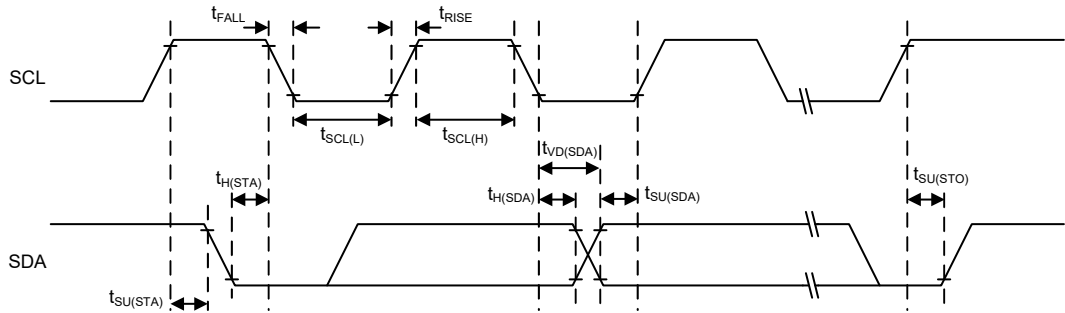 tFALL
tRISE
SCL
tSCL(L)
tSCL(H)
tVD(SDA)
tH(STA)
tH(SDA)
tSU(SDA)
tSU(STO)
SDA
tSU(STA)